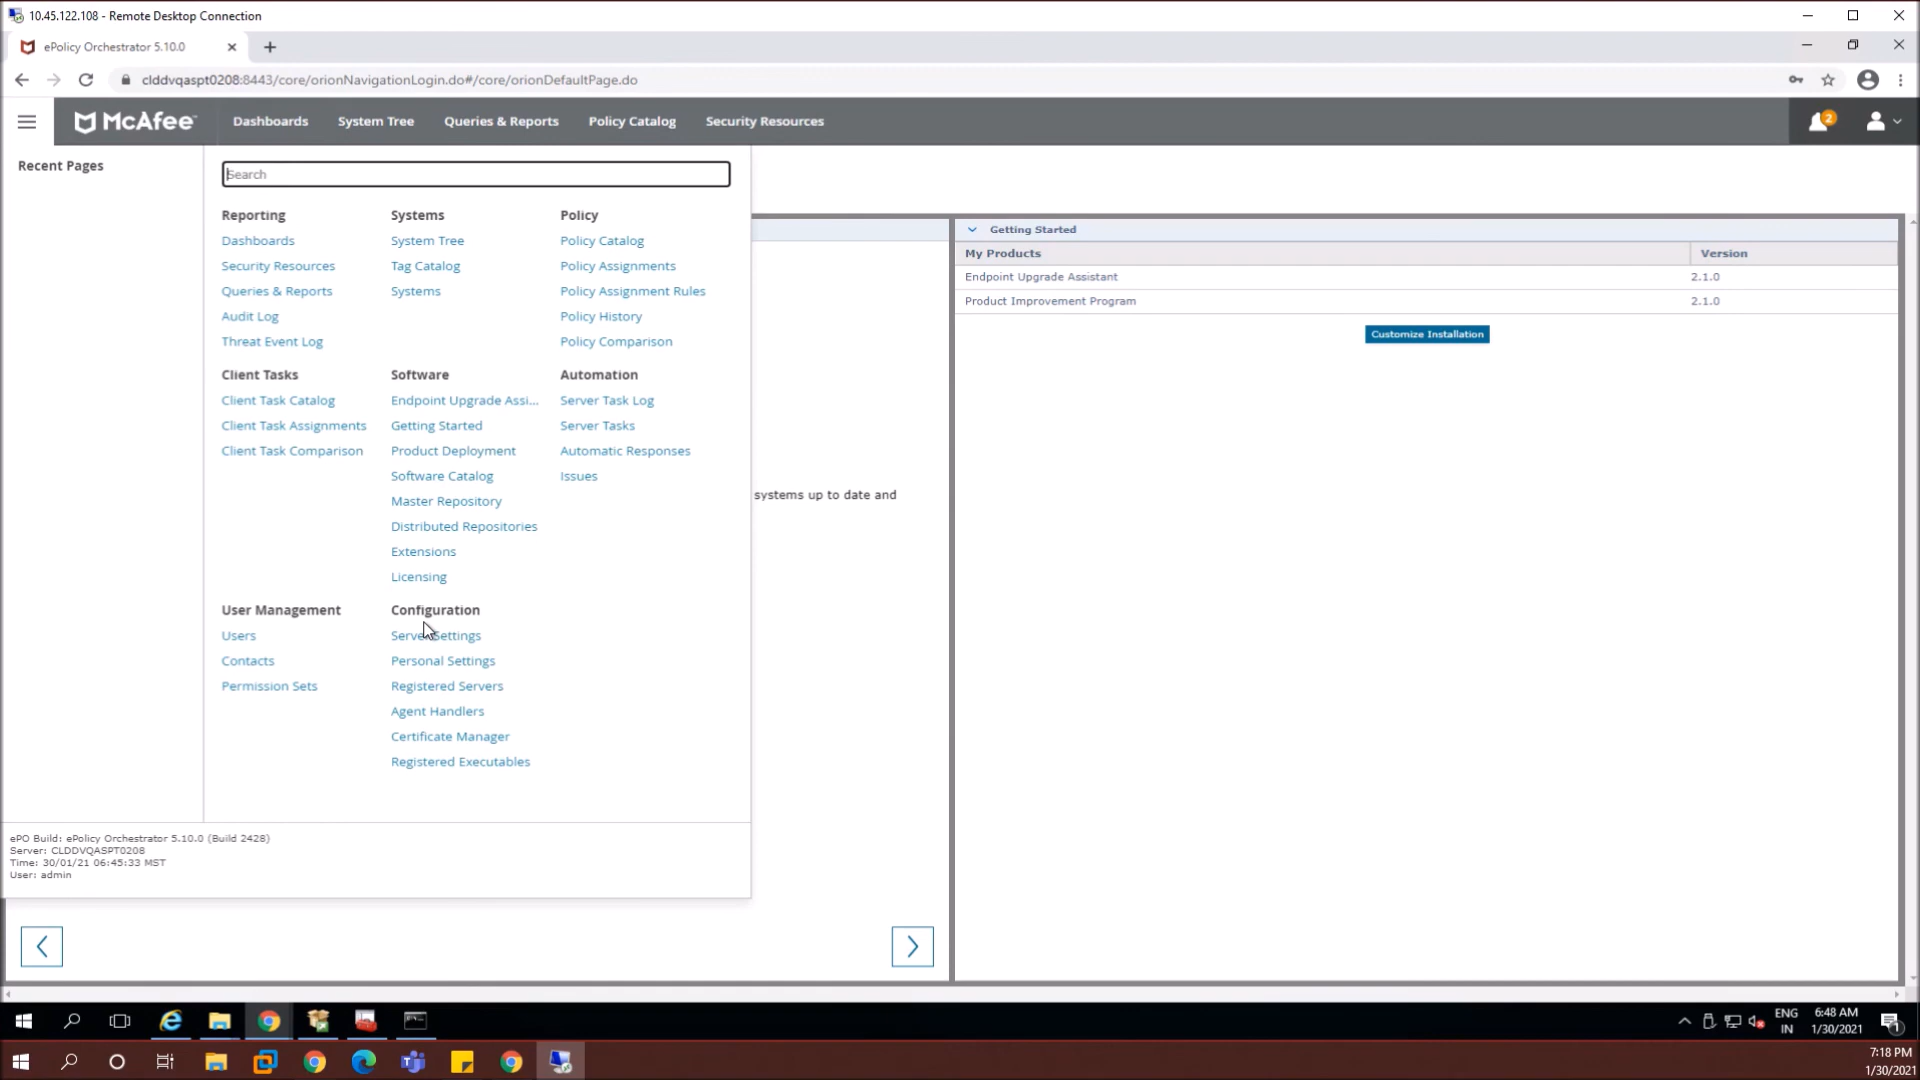 10.45.122.108 - Remote Desktop Connection
ePolicy Orchestrator 5.10.0
clddvqaspt0208:8443/core/orionNavigationLogin.do#/core/orionDefaultPage.do
McAfee™ Dashboards System Tree Queries & Reports Policy Catalog Security Resources 2
Recent Pages
Search
Reporting Systems Policy
Dashboards System Tree Policy Catalog
Security Resources Tag Catalog Policy Assignments
Queries & Reports Systems Policy Assignment Rules
Audit Log Policy History
Threat Event Log Policy Comparison
Client Tasks Software Automation
Client Task Catalog Endpoint Upgrade Assi... Server Task Log
Client Task Assignments Getting Started Server Tasks
Client Task Comparison Product Deployment Automatic Responses
Software Catalog Issues
Master Repository
Distributed Repositories
Extensions
Licensing
User Management Configuration
Users Server Settings
Contacts Personal Settings
Permission Sets Registered Servers
Agent Handlers
Certificate Manager
Registered Executables
ePO Build: ePolicy Orchestrator 5.10.0 (Build 2428)
Server: CLDDVQASPT0208
Time: 30/01/21 06:45:33 MST
User: admin
systems up to date and
Getting Started
My Products Version
Endpoint Upgrade Assistant 2.1.0
Product Improvement Program 2.1.0
Customize Installation
ENG
IN
6:48 AM
1/30/2021
1
7:18 PM
1/30/2021